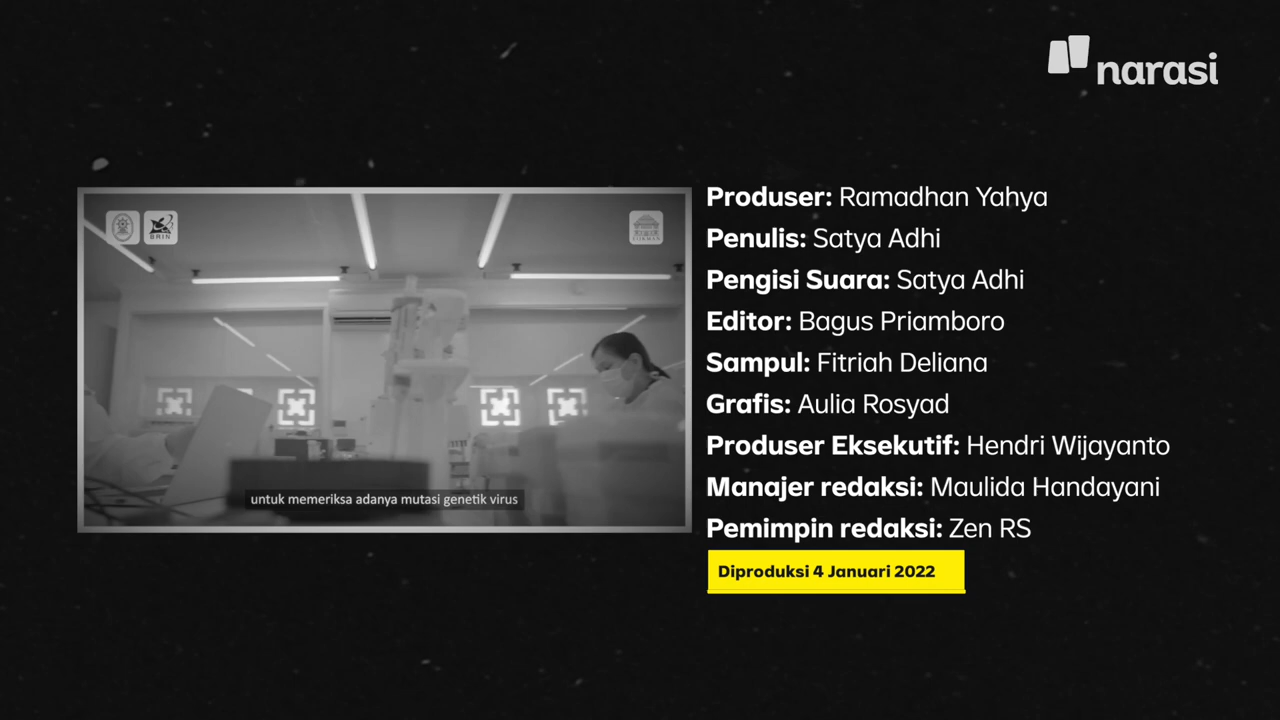 narasi
BRIN
EIJKMAN
untuk memeriksa adanya mutasi genetik virus
Produser: Ramadhan Yahya
Penulis: Satya Adhi
Pengisi Suara: Satya Adhi
Editor: Bagus Priamboro
Sampul: Fitriah Deliana
Grafis: Aulia Rosyad
Produser Eksekutif: Hendri Wijayanto
Manajer redaksi: Maulida Handayani
Pemimpin redaksi: Zen RS
Diproduksi 4 Januari 2022